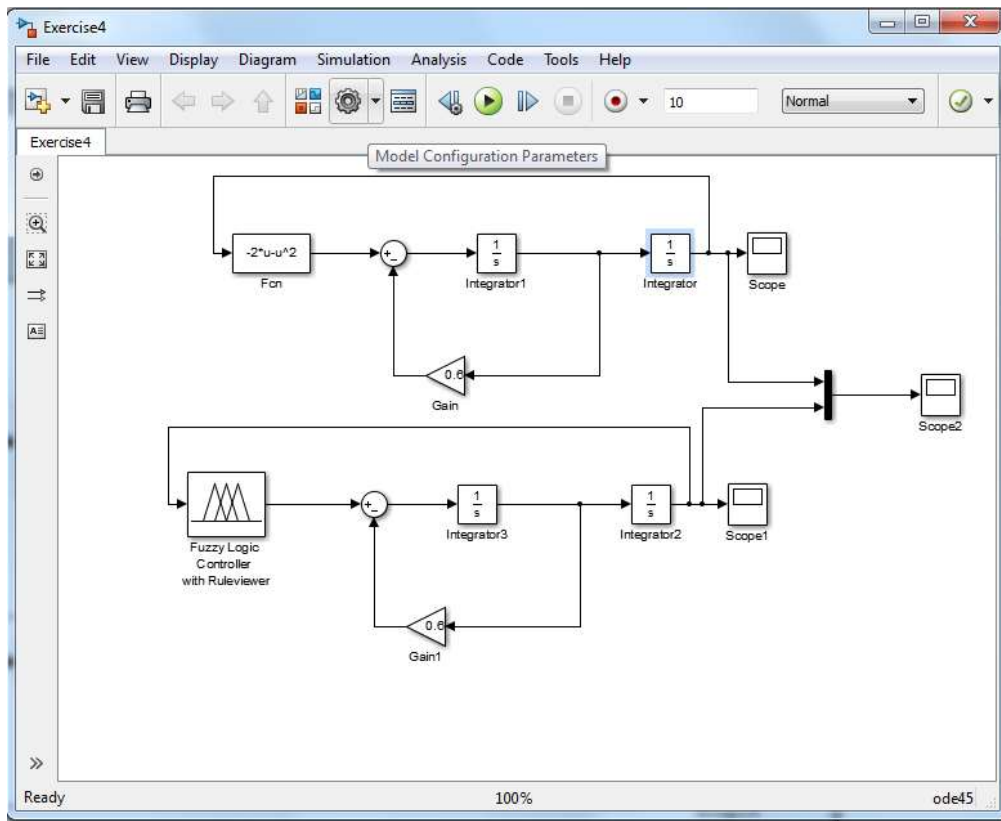 Exercise4
File Edit View Display Diagram Simulation Analysis Code Tools Help
10 Normal
Exercise4
Model Configuration Parameters
-2*u-u^2
Fcn
+
-
1
s
Integrator1
1
s
Integrator
Scope
0.6
Gain
Scope2
Fuzzy Logic
Controller
with Ruleviewer
+
-
1
s
Integrator3
1
s
Integrator2
Scope1
0.6
Gain1
Ready 100% ode45